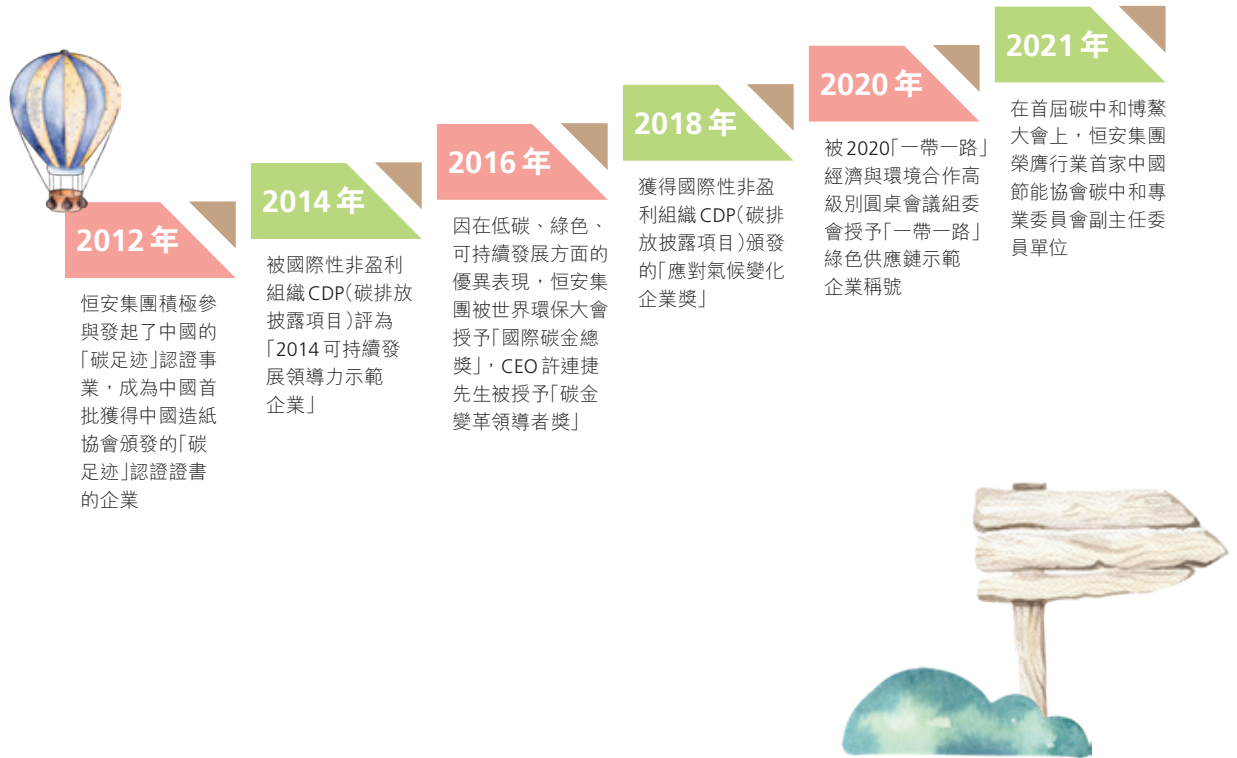 2012 年
恒安集團積極參
與發起了中國的
「碳足迹」認證事
業，成為中國首
批獲得中國造紙
協會頒發的「碳
足迹」認證證書
的企業
2014 年
被國際性非盈利
組織 CDP（碳排放
披露項目）評為
「2014 可持續發
展領導力示範
企業」
2016 年
因在低碳、綠色、
可持續發展方面的
優異表現，恒安集
團被世界環保大會
授予「國際碳金總
獎」，CEO 許連捷
先生被授予「碳金
變革領導者獎」
2018 年
獲得國際性非盈
利組織 CDP（碳排
放披露項目）頒發
的「應對氣候變化
企業獎」
2020 年
被 2020「一帶一路」
經濟與環境合作高
級別圓桌會議組委
會授予「一帶一路」
綠色供應鏈示範
企業稱號
2021 年
在首屆碳中和博鰲
大會上，恒安集團
榮膺行業首家中國
節能協會碳中和專
業委員會副主任委
員單位